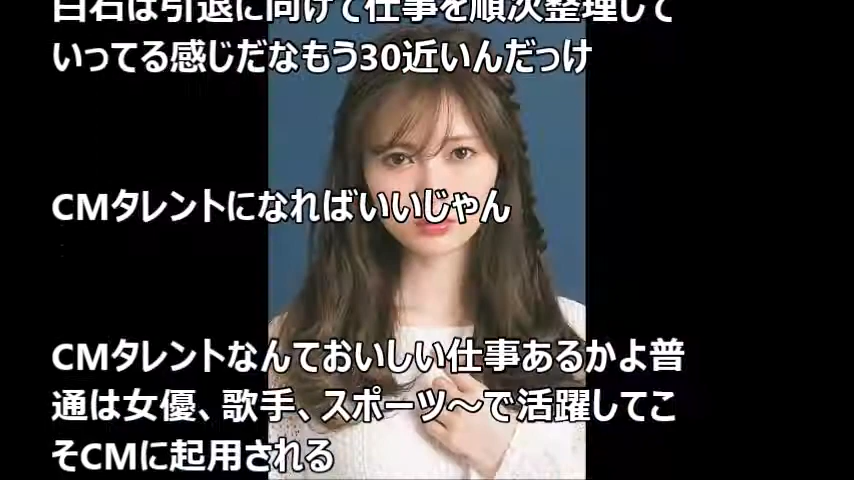 白石は引退に向けて仕事を順次整理して
いってる感じだなもう30近いんだっけ
CMタレントになればいいじゃん
CMタレントなんておいしい仕事あるかよ普
通は女優、歌手、スポーツ～で活躍してこ
そCMに起用される